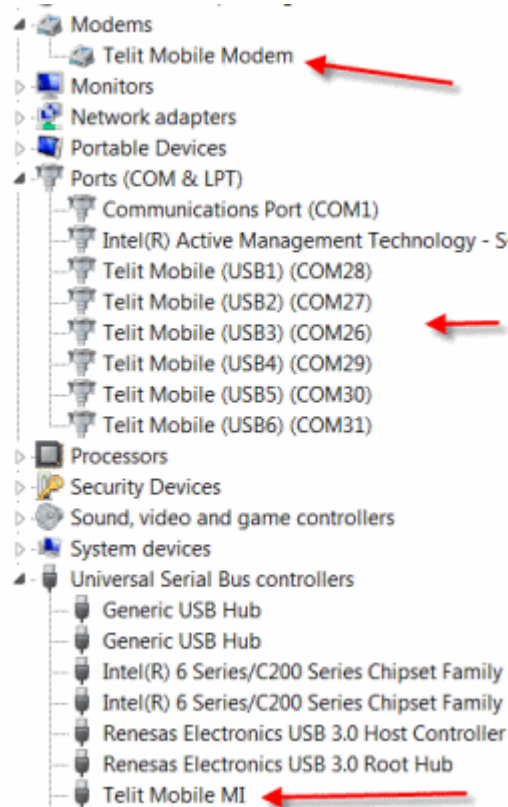 Modems
Telit Mobile Modem
Monitors
Network adapters
Portable Devices
Ports (COM & LPT)
Communications Port (COM1)
Intel(R) Active Management Technology - S
Telit Mobile (USB1) (COM28)
Telit Mobile (USB2) (COM27)
Telit Mobile (USB3) (COM26)
Telit Mobile (USB4) (COM29)
Telit Mobile (USB5) (COM30)
Telit Mobile (USB6) (COM31)
Processors
Security Devices
Sound, video and game controllers
System devices
Universal Serial Bus controllers
Generic USB Hub
Generic USB Hub
Intel(R) 6 Series/C200 Series Chipset Family
Intel(R) 6 Series/C200 Series Chipset Family
Renesas Electronics USB 3.0 Host Controller
Renesas Electronics USB 3.0 Root Hub
Telit Mobile MI